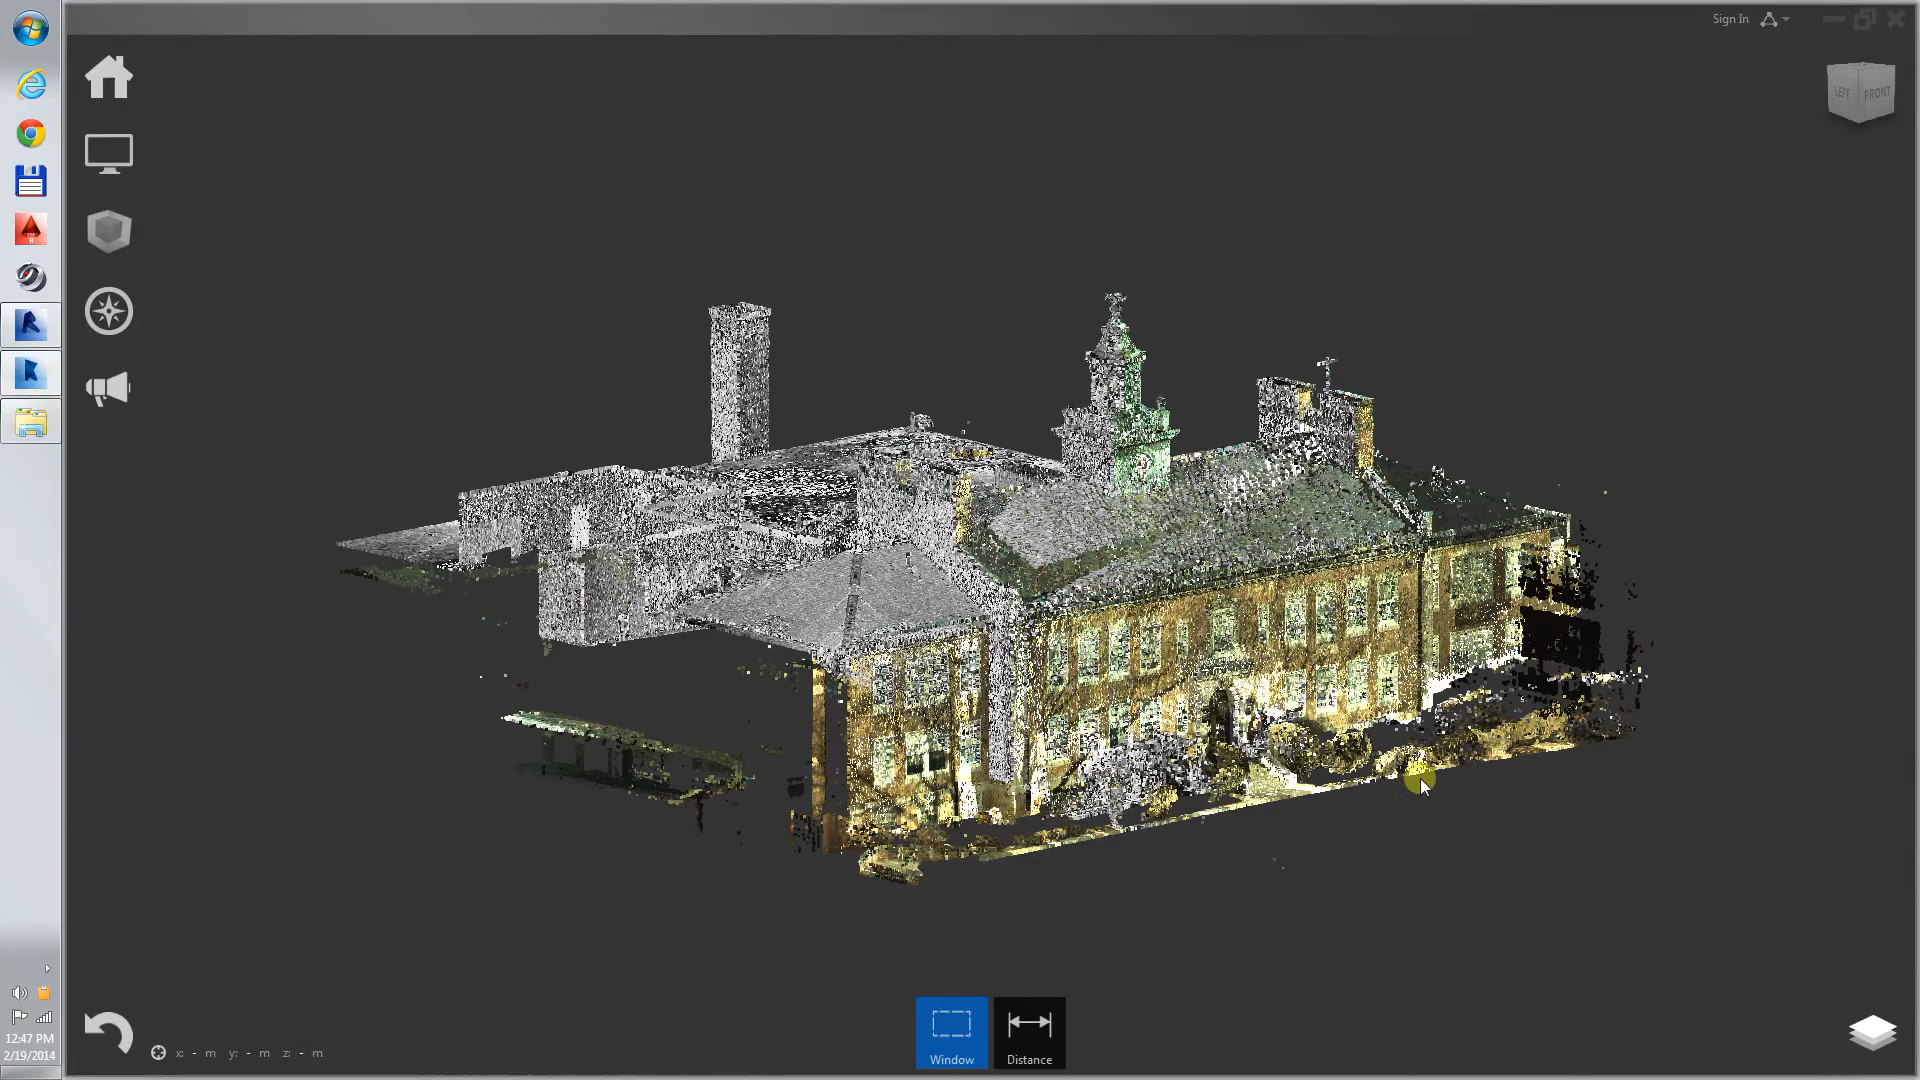 Sign In
LEFT
FRONT
12:47 PM
2/19/2014
x: - m y: - m z: - m
Window
Distance